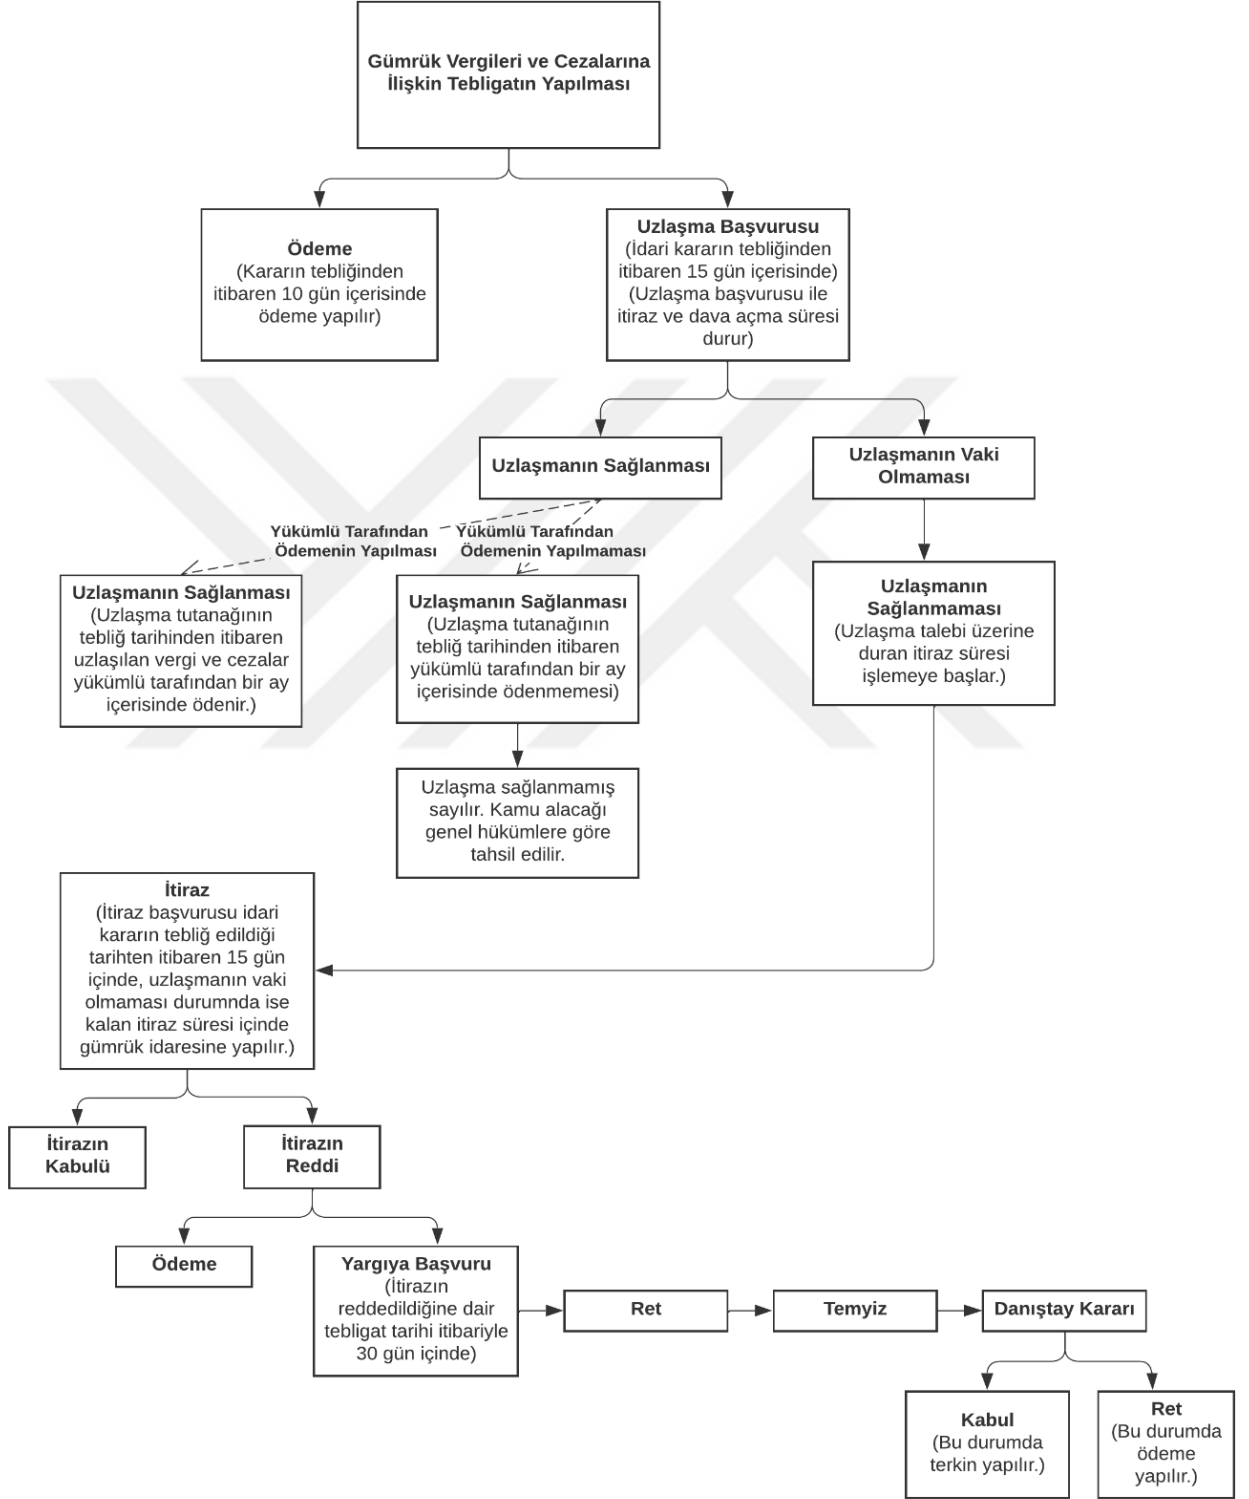 Gümrük Vergileri ve Cezalarına
İlişkin Tebligatın Yapılması
Ödeme
(Kararın tebliğinden
itibaren 10 gün içerisinde
ödeme yapılır)
Uzlaşma Başvurusu
(İdari kararın tebliğinden
itibaren 15 gün içerisinde)
(Uzlaşma başvurusu ile
itiraz ve dava açma süresi
durur)
Uzlaşmanın Sağlanması
Uzlaşmanın Vaki
Olmaması
Yükümlü Tarafından
Ödemenin Yapılması
Yükümlü Tarafından
Ödemenin Yapılmaması
Uzlaşmanın Sağlanması
(Uzlaşma tutanağının
tebliğ tarihinden itibaren
uzlaşılan vergi ve cezalar
yükümlü tarafından bir ay
içerisinde ödenir.)
Uzlaşmanın Sağlanması
(Uzlaşma tutanağının
tebliğ tarihinden itibaren
yükümlü tarafından bir ay
içerisinde ödenmemesi)
Uzlaşmanın
Sağlanmaması
(Uzlaşma talebi üzerine
duran itiraz süresi
işlemeye başlar.)
Uzlaşma sağlanmamış
sayılır. Kamu alacağı
genel hükümlere göre
tahsil edilir.
İtiraz
(İtiraz başvurusu idari
kararın tebliğ edildiği
tarihten itibaren 15 gün
içinde, uzlaşmanın vaki
olmaması durumnda ise
kalan itiraz süresi içinde
gümrük idaresine yapılır.)
İtirazın
Kabulü
İtirazın
Reddi
Ödeme
Yargıya Başvuru
(İtirazın
reddedildiğine dair
tebligat tarihi itibariyle
30 gün içinde)
Ret
Temyiz
Danıştay Kararı
Kabul
(Bu durumda
terkin yapılır.)
Ret
(Bu durumda
ödeme
yapılır.)